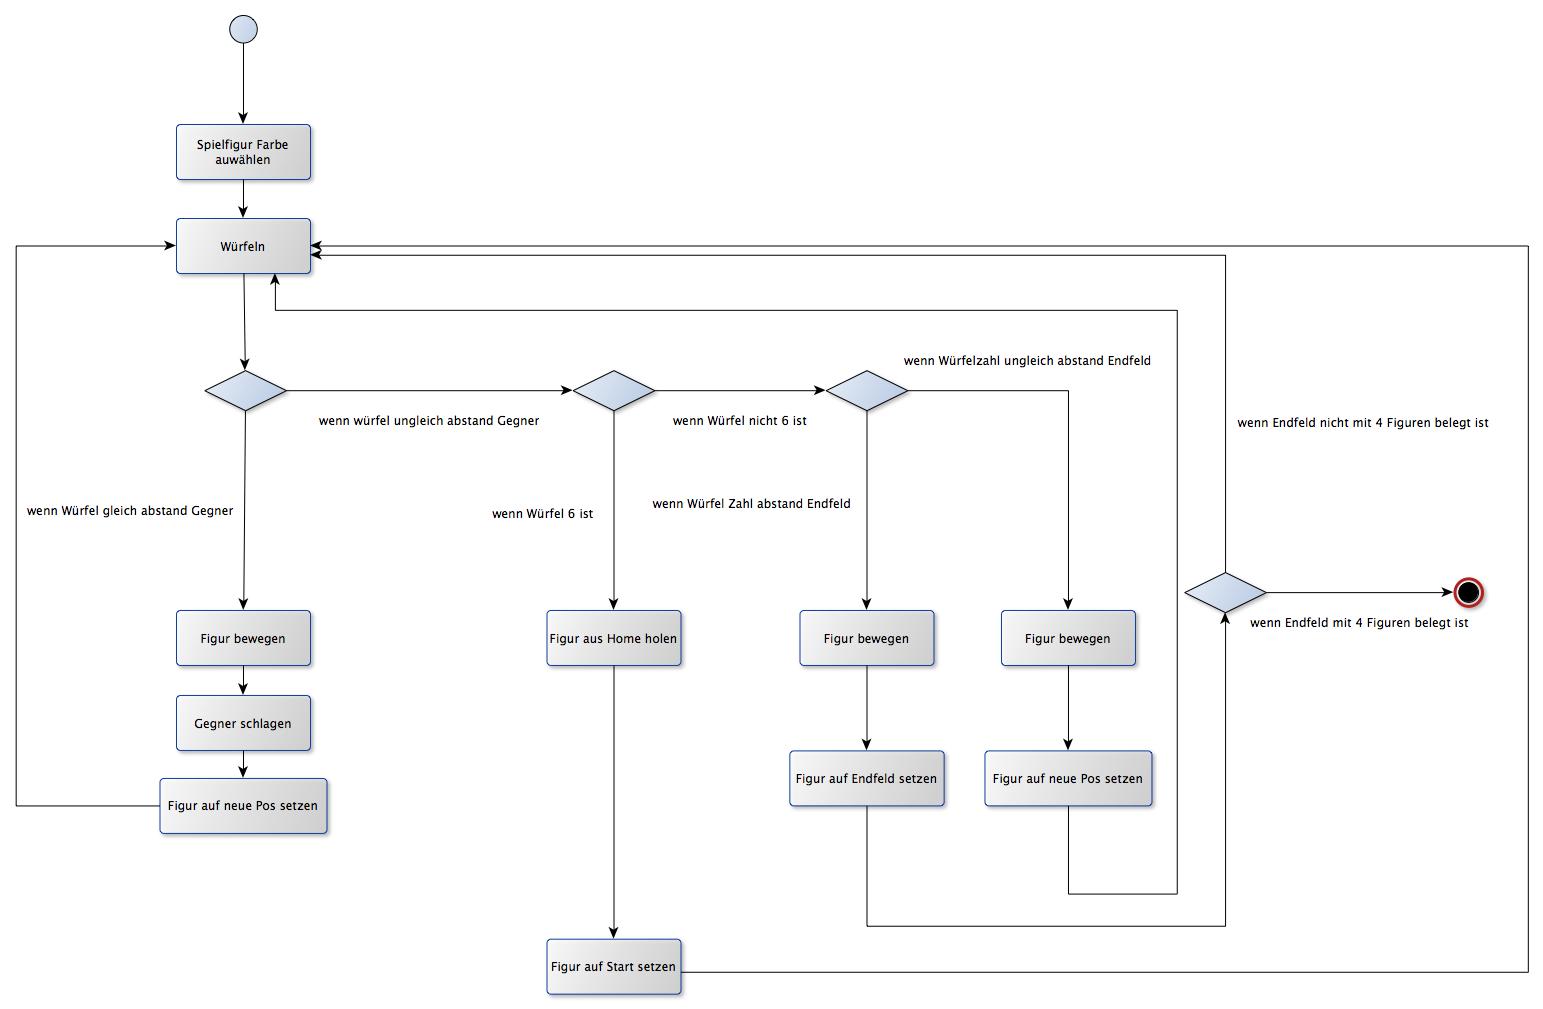 Spielfigur Farbe
auwählen
Würfeln
wenn Würfelzahl ungleich abstand Endfeld
wenn würfel ungleich abstand Gegner
wenn Würfel nicht 6 ist
wenn Endfeld nicht mit 4 Figuren belegt ist
wenn Würfel gleich abstand Gegner
wenn Würfel 6 ist
wenn Würfel Zahl abstand Endfeld
wenn Endfeld mit 4 Figuren belegt ist
Figur bewegen
Figur aus Home holen
Figur bewegen
Figur bewegen
Gegner schlagen
Figur auf neue Pos setzen
Figur auf Endfeld setzen
Figur auf neue Pos setzen
Figur auf Start setzen